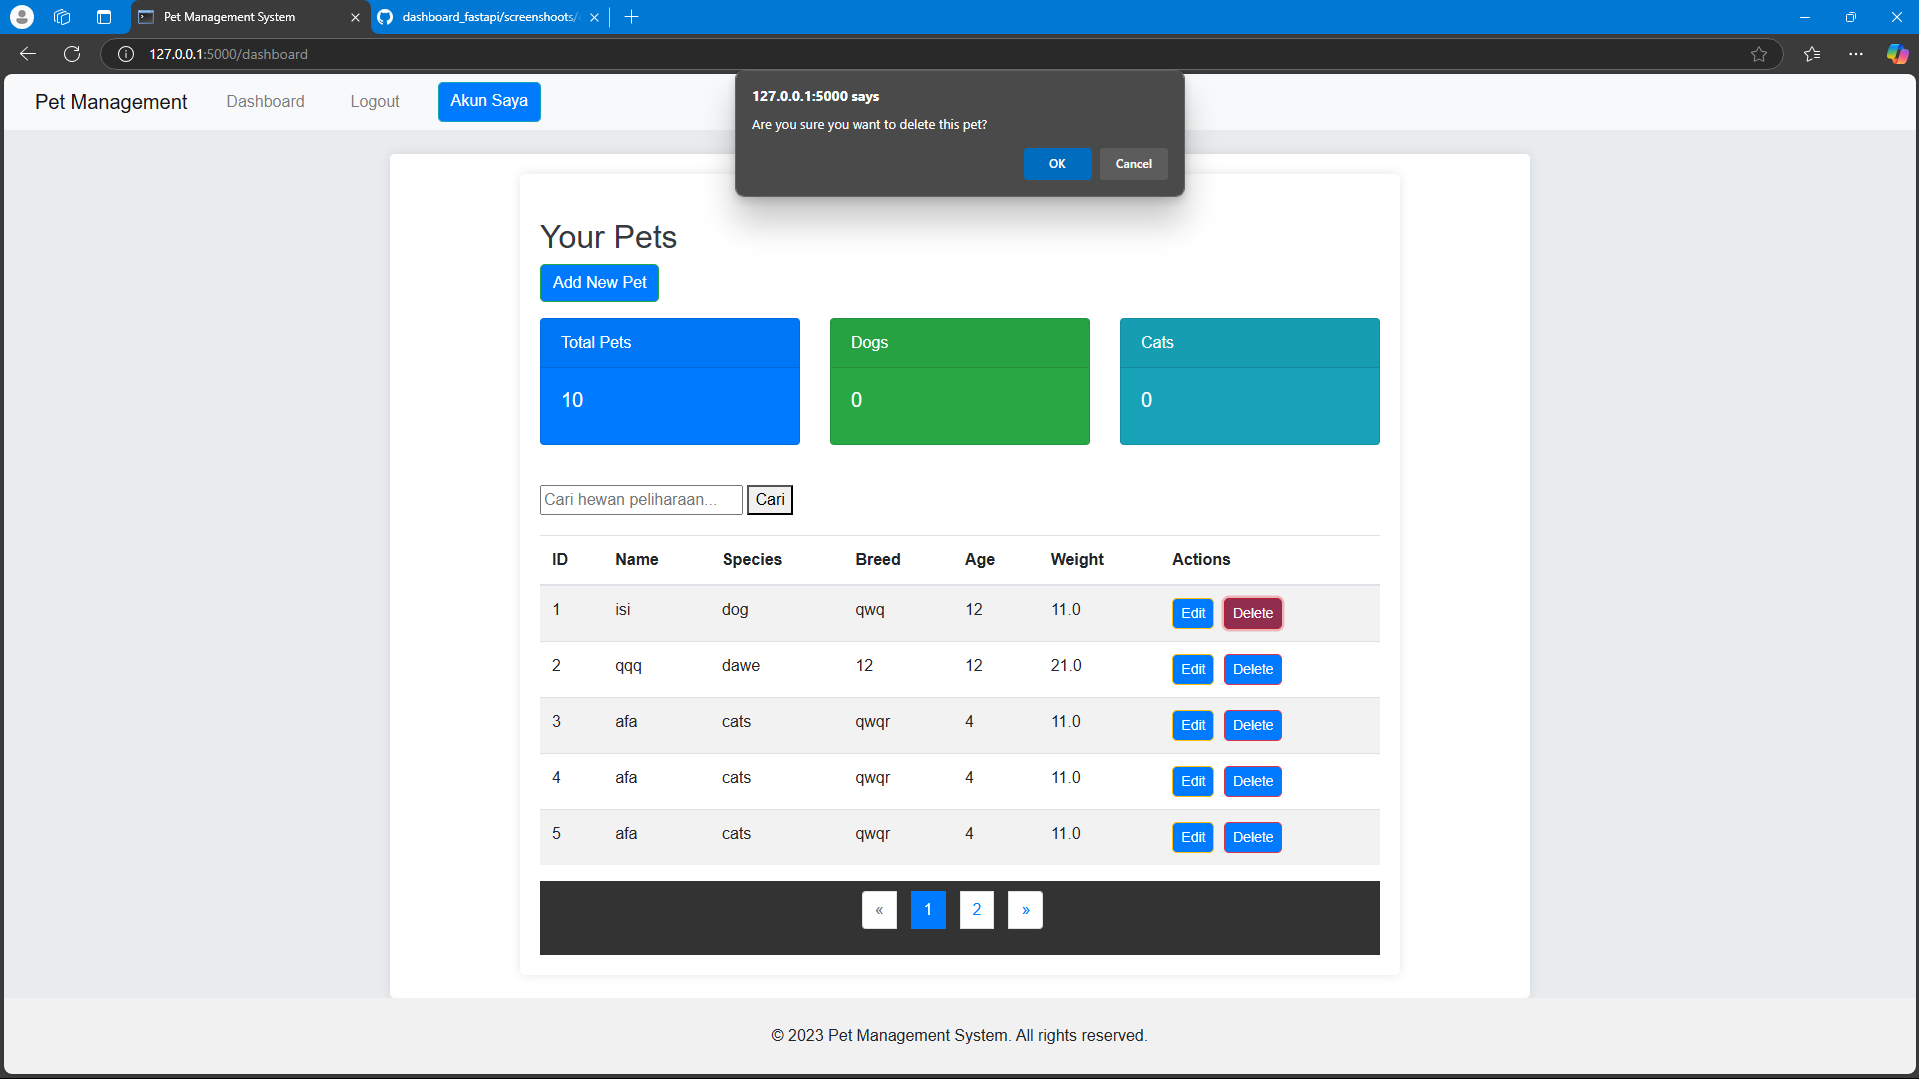 Pet Management System
dashboard_fastapi/screenshoots/
127.0.0.1:5000/dashboard
Pet Management Dashboard Logout Akun Saya
127.0.0.1:5000 says
Are you sure you want to delete this pet?
OK Cancel
Your Pets
Add New Pet
Total Pets Dogs Cats
10 0 0
Cari hewan peliharaan... Cari
ID Name Species Breed Age Weight Actions
1 isi dog qwq 12 11.0 Edit Delete
2 qqq dawe 12 12 21.0 Edit Delete
3 afa cats qwqr 4 11.0 Edit Delete
4 afa cats qwqr 4 11.0 Edit Delete
5 afa cats qwqr 4 11.0 Edit Delete
« 1 2 »
© 2023 Pet Management System. All rights reserved.